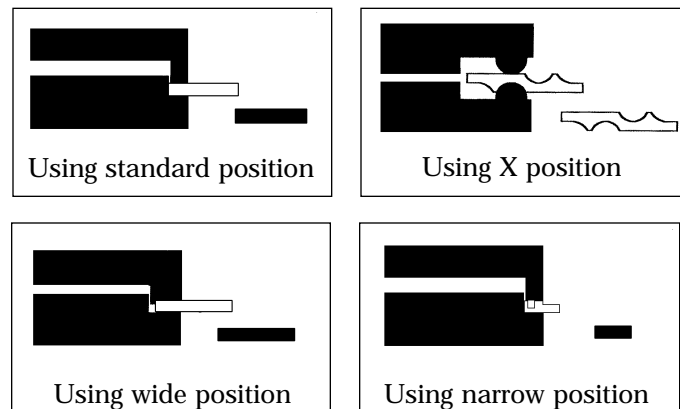 Using standard position
Using X position
Using wide position
Using narrow position